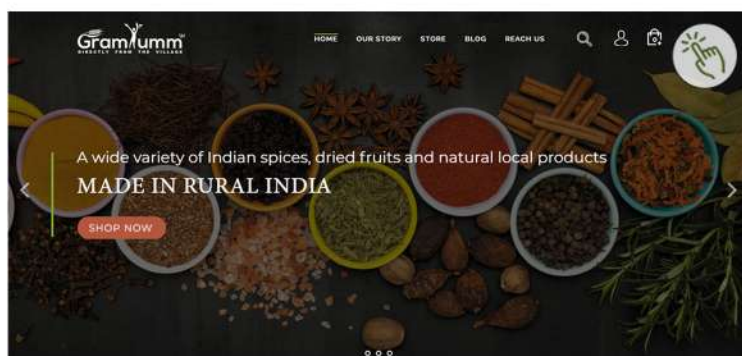 GramYumm
DIRECTLY FROM THE VILLAGE
HOME
OUR STORY
STORE
BLOG
REACH US
A wide variety of Indian spices, dried fruits and natural local products
MADE IN RURAL INDIA
SHOP NOW